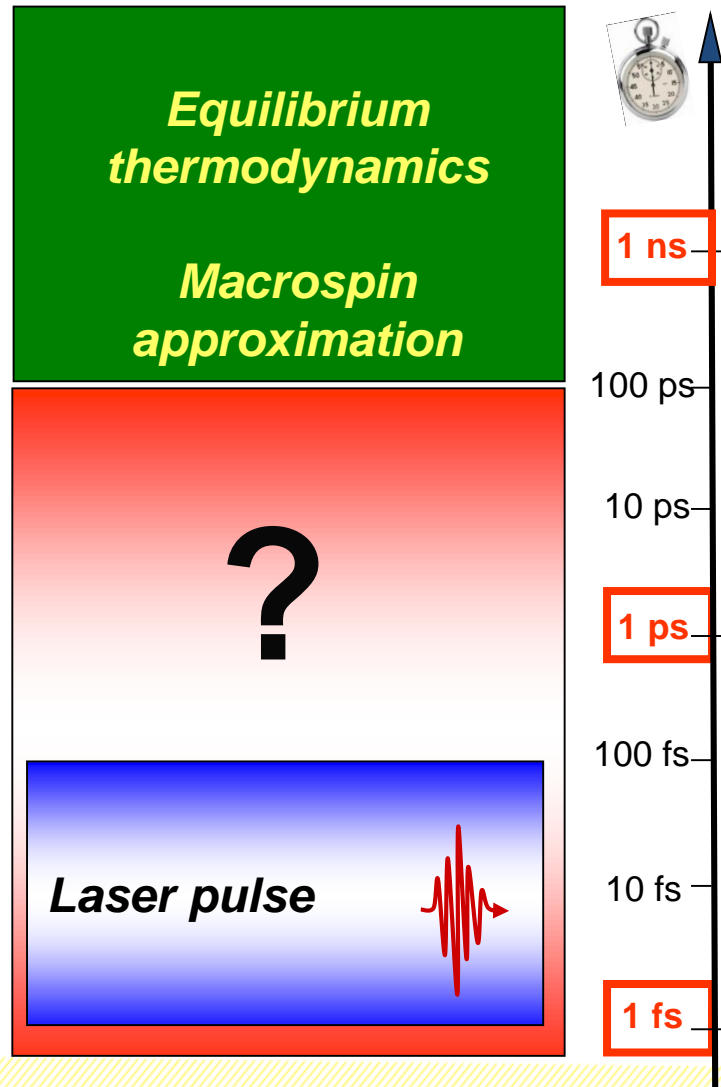 Equilibrium
thermodynamics
Macrospin
approximation
1 ns
100 ps
10 ps
?
1 ps
100 fs
Laser pulse
10 fs
1 fs